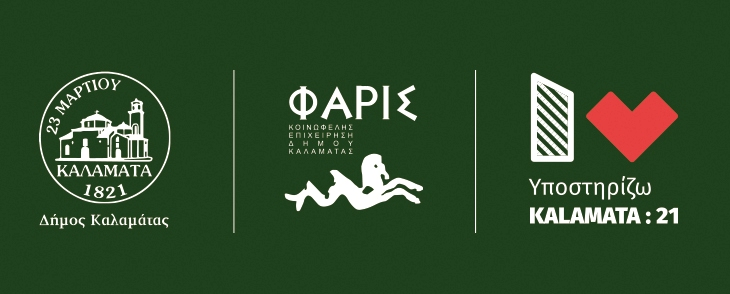 23 ΜΑΡΤΙΟΥ
ΚΑΛΑΜΑΤΑ
1821
Δήμος Καλαμάτας
ΦΑΡΙΣ
ΚΟΙΝΩΦΕΛΗΣ
ΕΠΙΧΕΙΡΗΣΗ
ΔΗΜΟΥ
ΚΑΛΑΜΑΤΑΣ
Υποστηρίζω
KALAMATA : 21